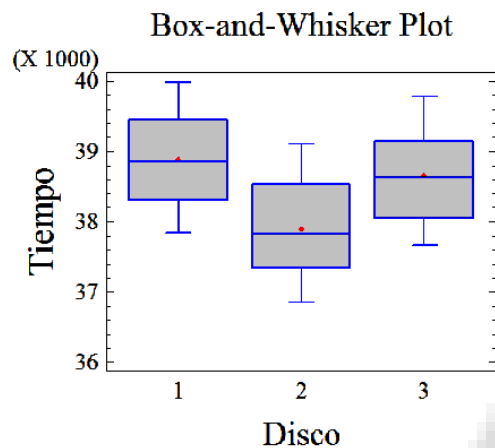 Box-and-Whisker Plot
(X 1000)
40
39
38
37
36
Tiempo
1 2 3
Disco